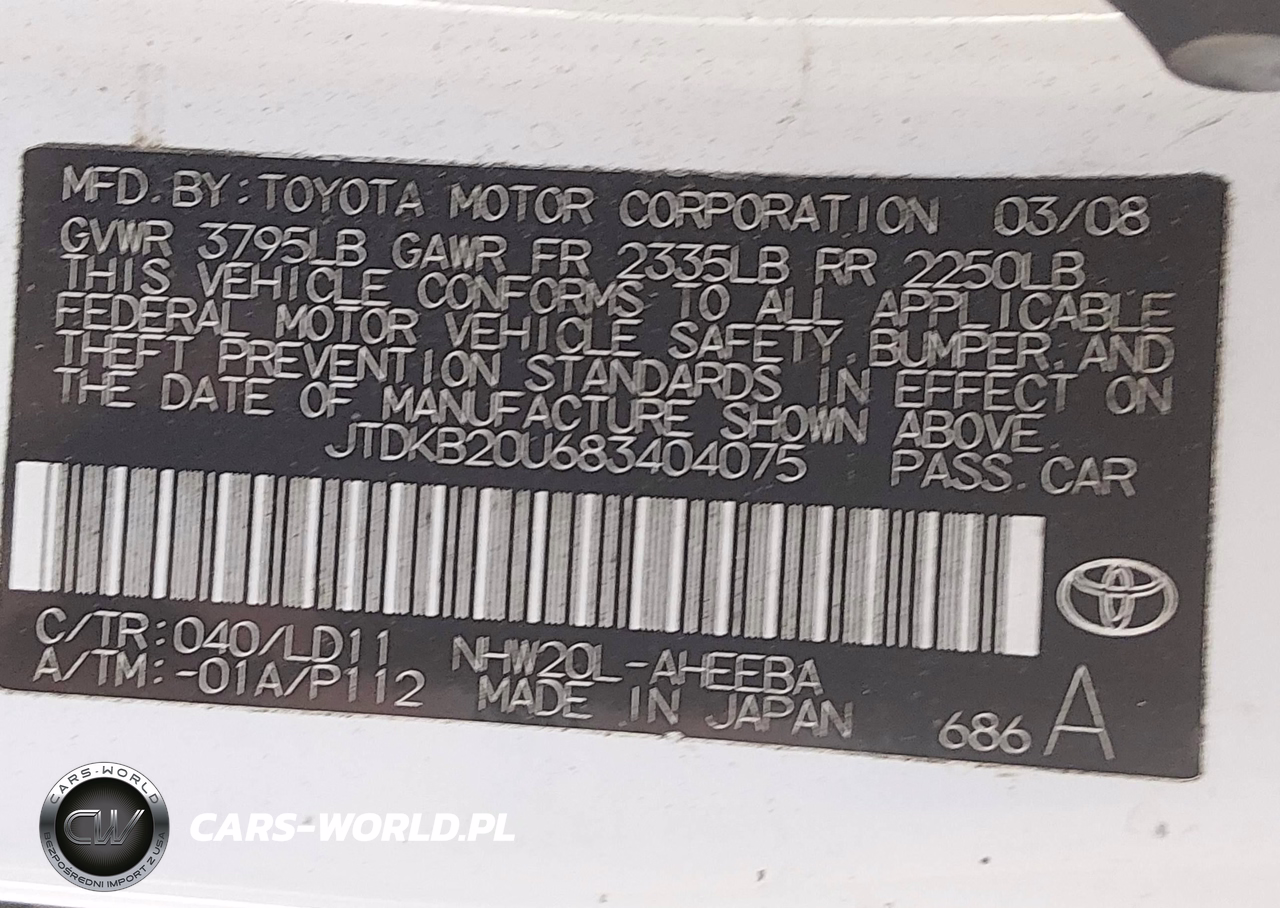 MFD. BY: TOYOTA MOTOR CORPORATION 03/08
GVWR 3795LB GAWR FR 2335LB RR 2250LB
THIS VEHICLE CONFORMS TO ALL APPLICABLE
FEDERAL MOTOR VEHICLE SAFETY, BUMPER, AND
THEFT PREVENTION STANDARDS IN EFFECT ON
THE DATE OF MANUFACTURE SHOWN ABOVE.
JTDKB20U683404075 PASS. CAR
C/TR: 040/LD11 NHW20L-AHEEBA
A/TM: -01A/P112 MADE IN JAPAN 686 A
CARS-WORLD
CW
BEZPOŚREDNI IMPORT Z USA
CARS-WORLD.PL